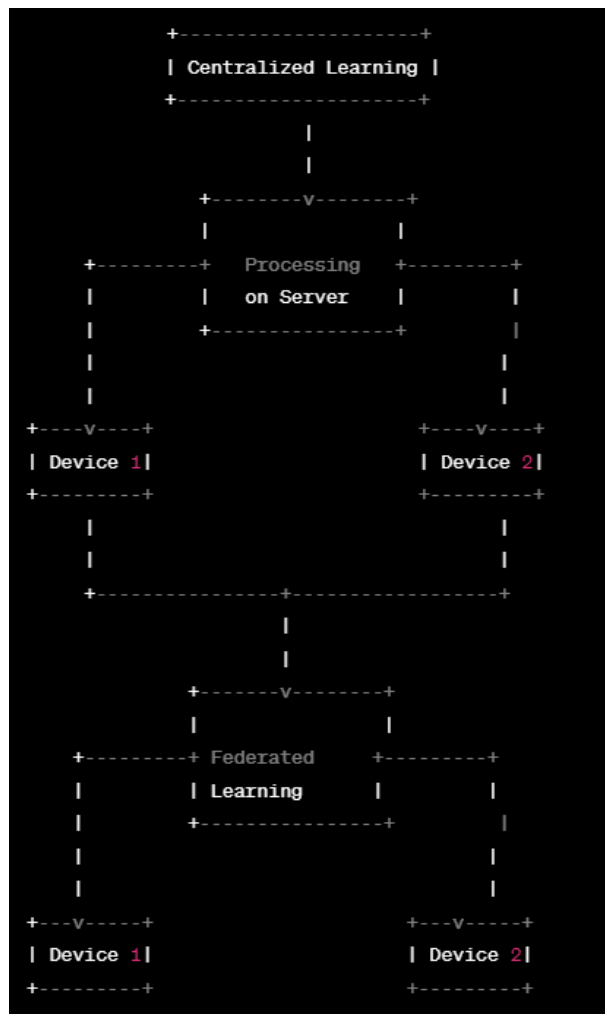 Centralized Learning
Processing
on Server
Device 1
Device 2
Federated
Learning
Device 1
Device 2